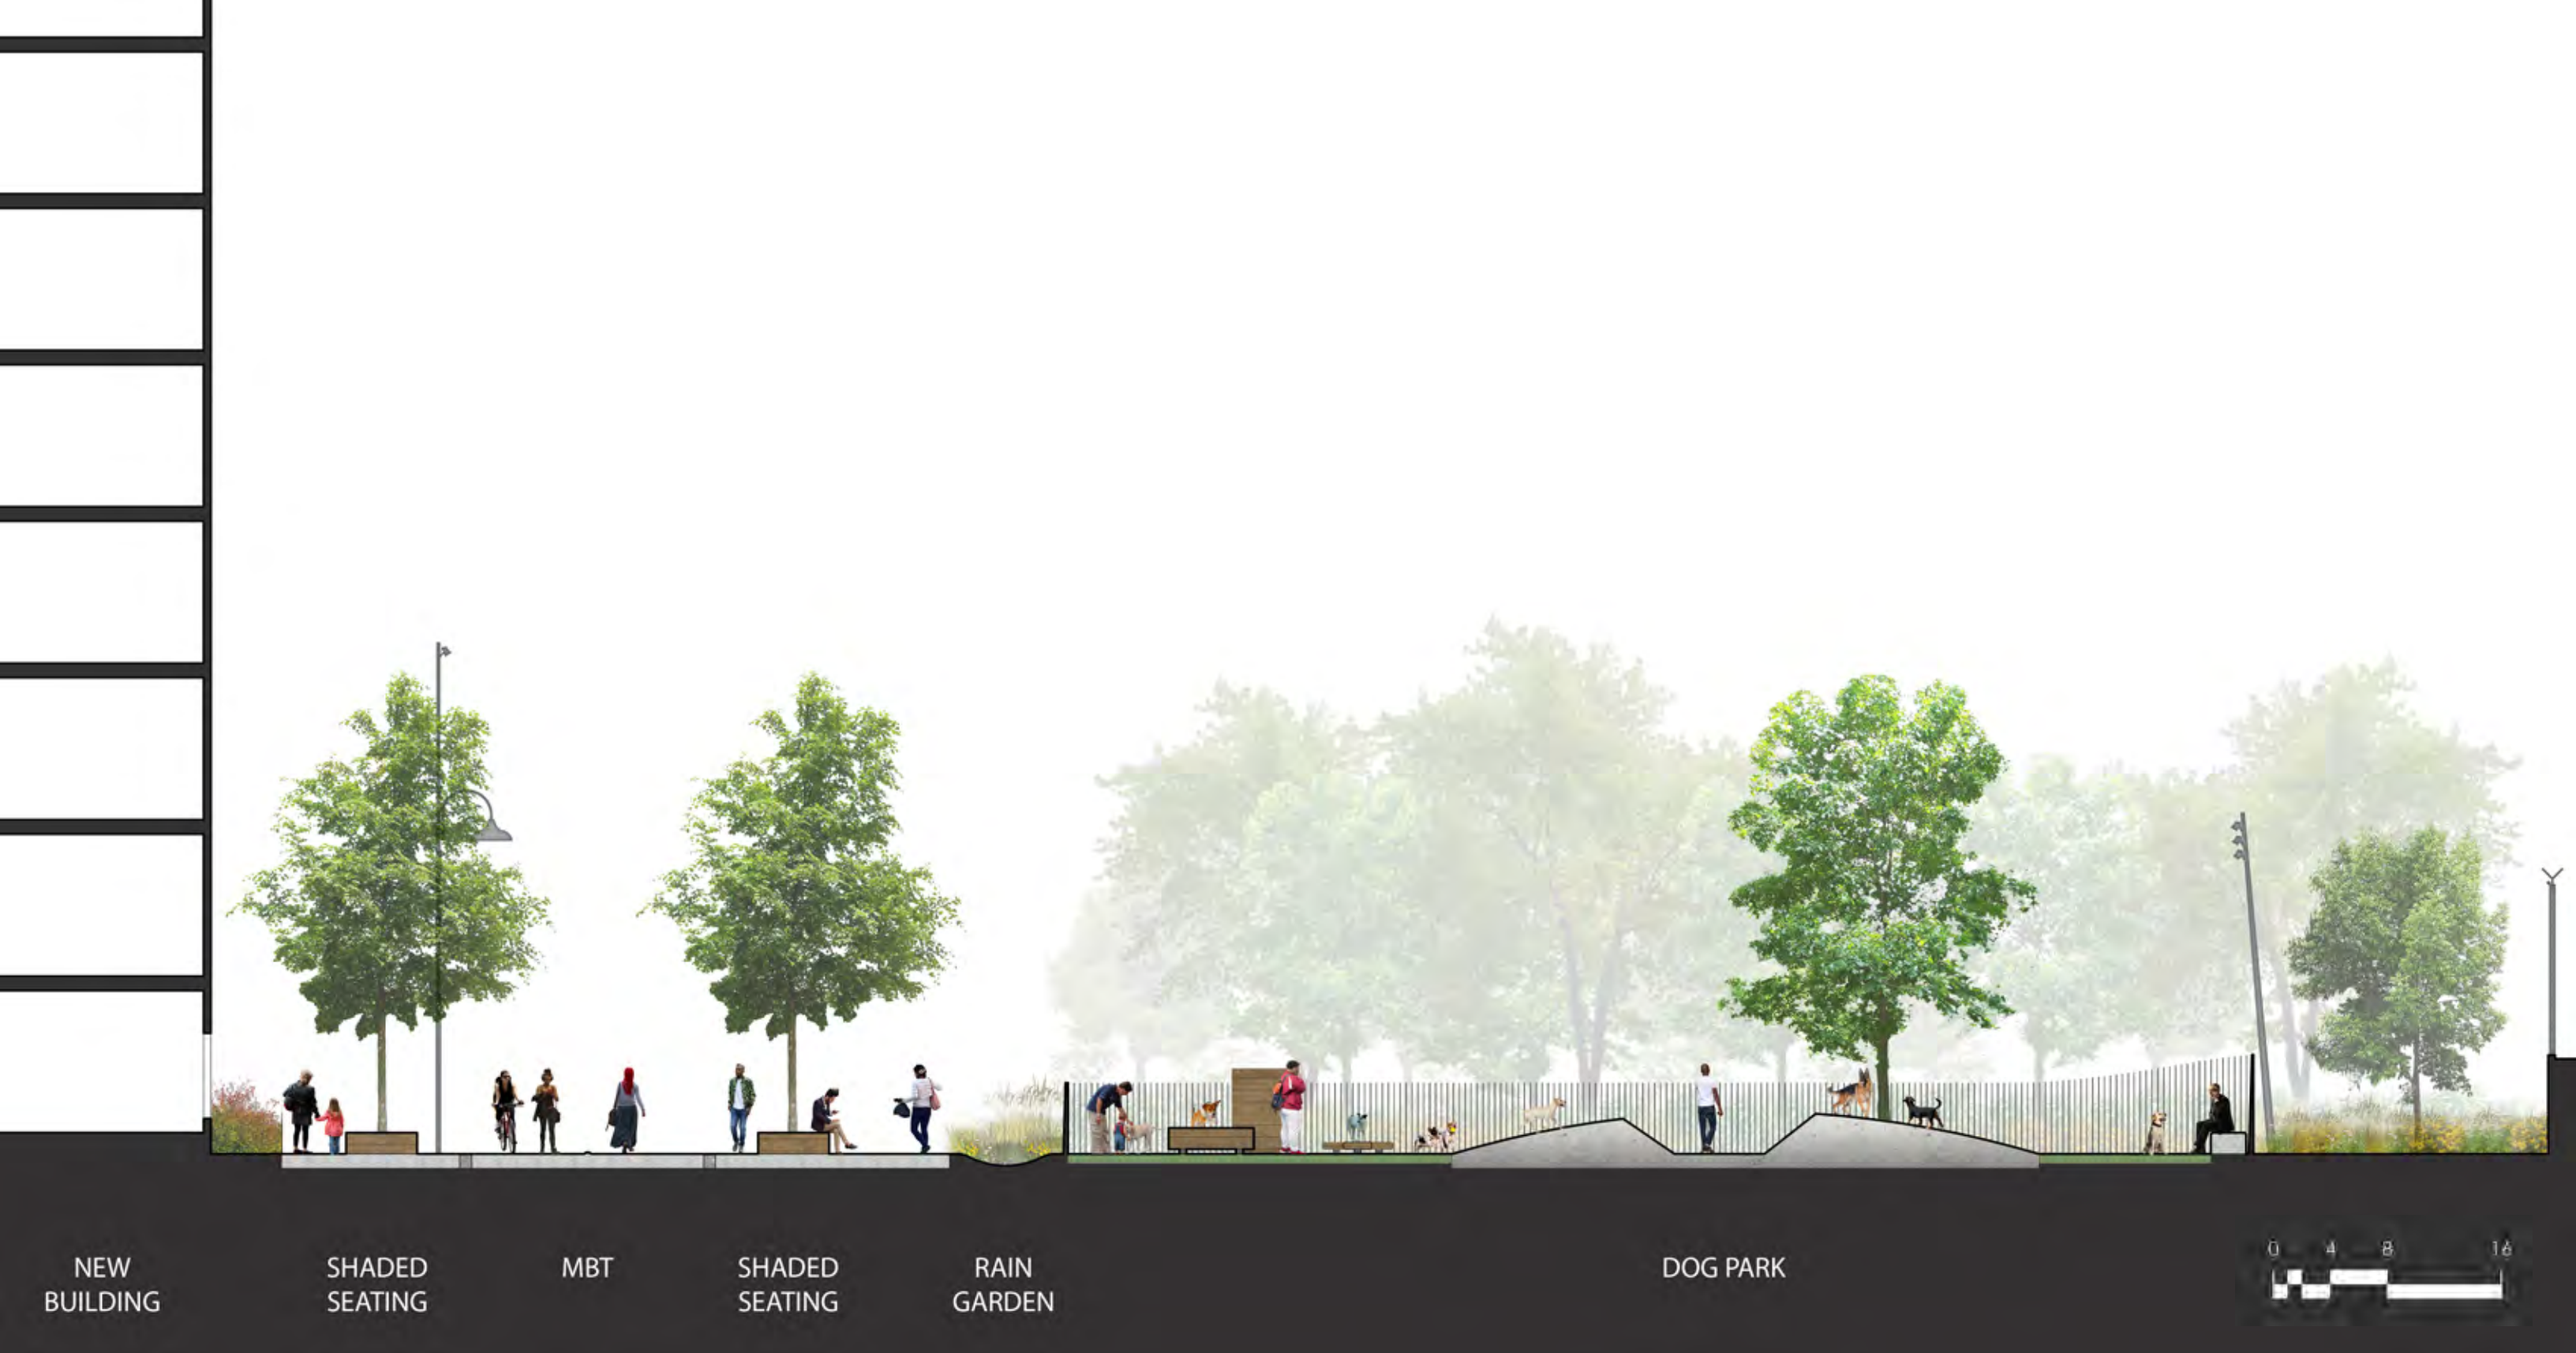 NEW
BUILDING
SHADED
SEATING
MBT
SHADED
SEATING
RAIN
GARDEN
DOG PARK
0 4 8 16